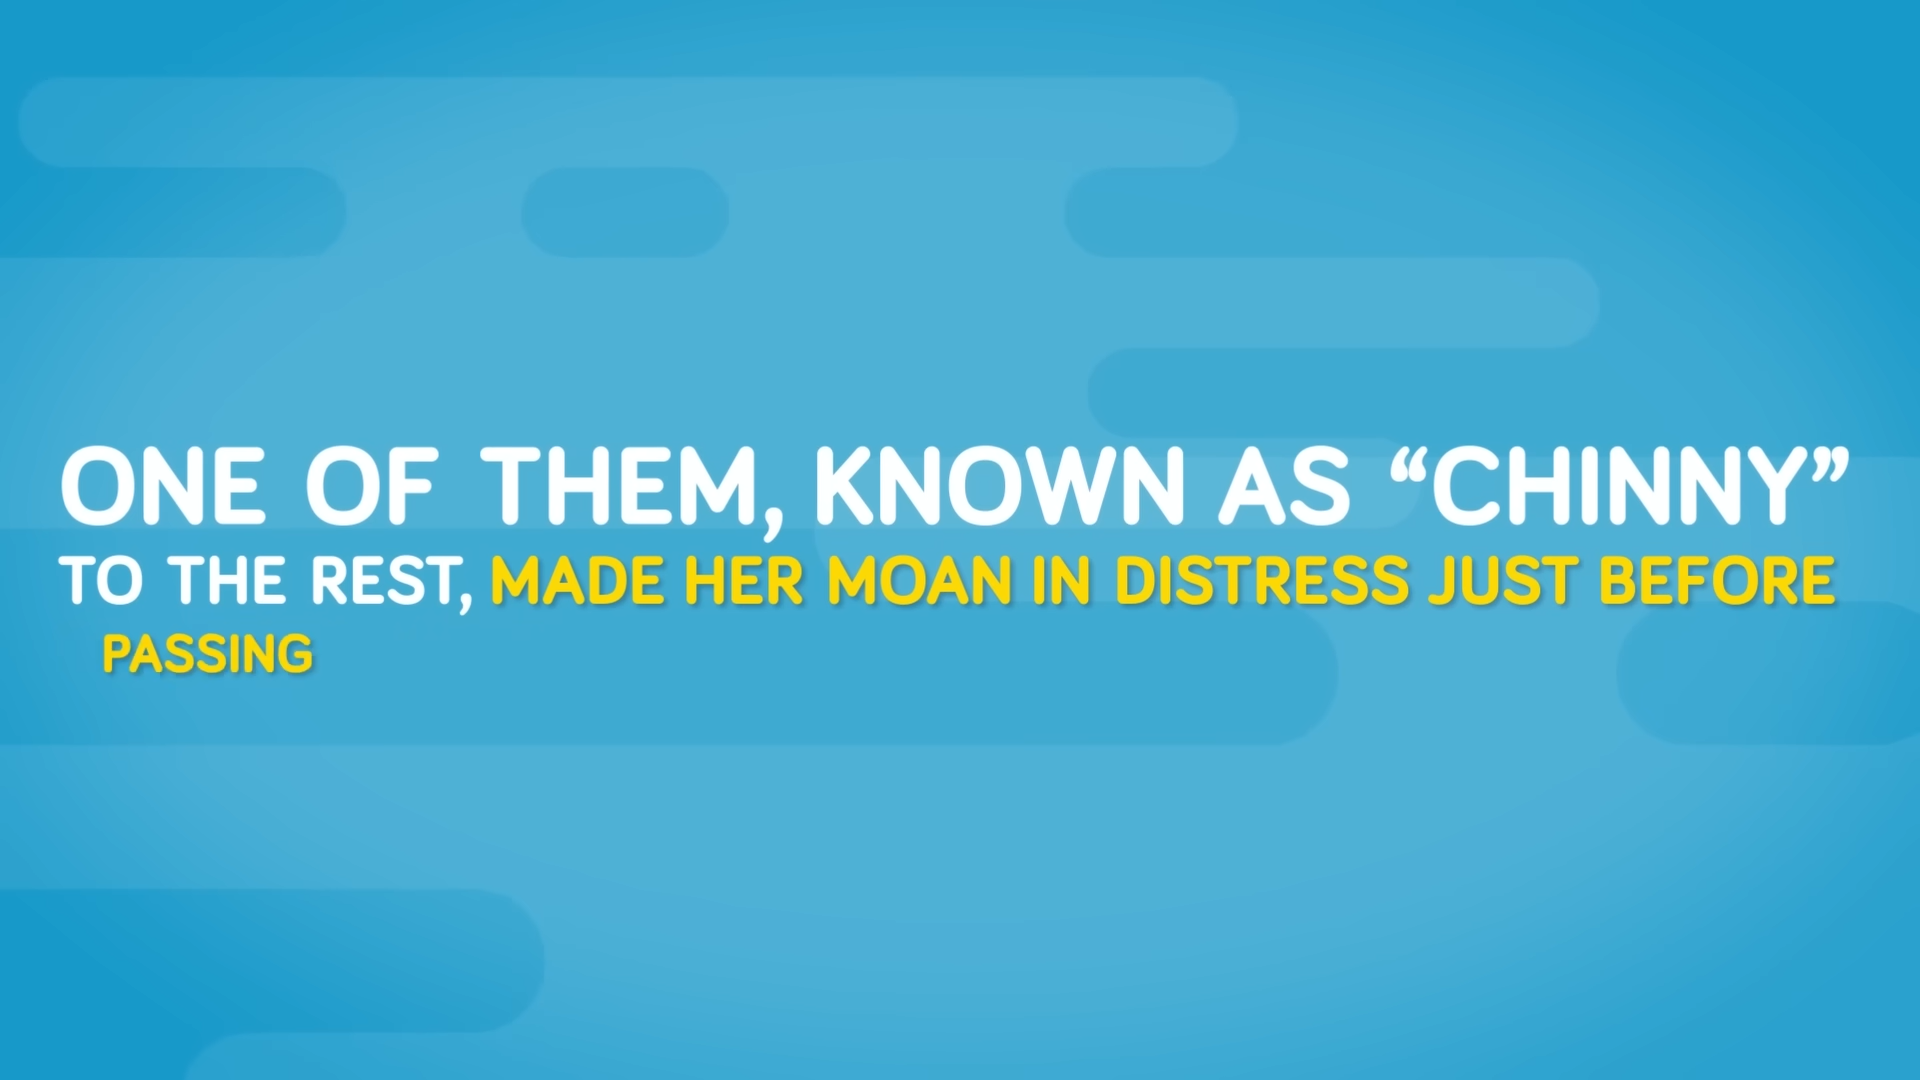 ONE OF THEM, KNOWN AS “CHINNY”
TO THE REST, MADE HER MOAN IN DISTRESS JUST BEFORE
PASSING